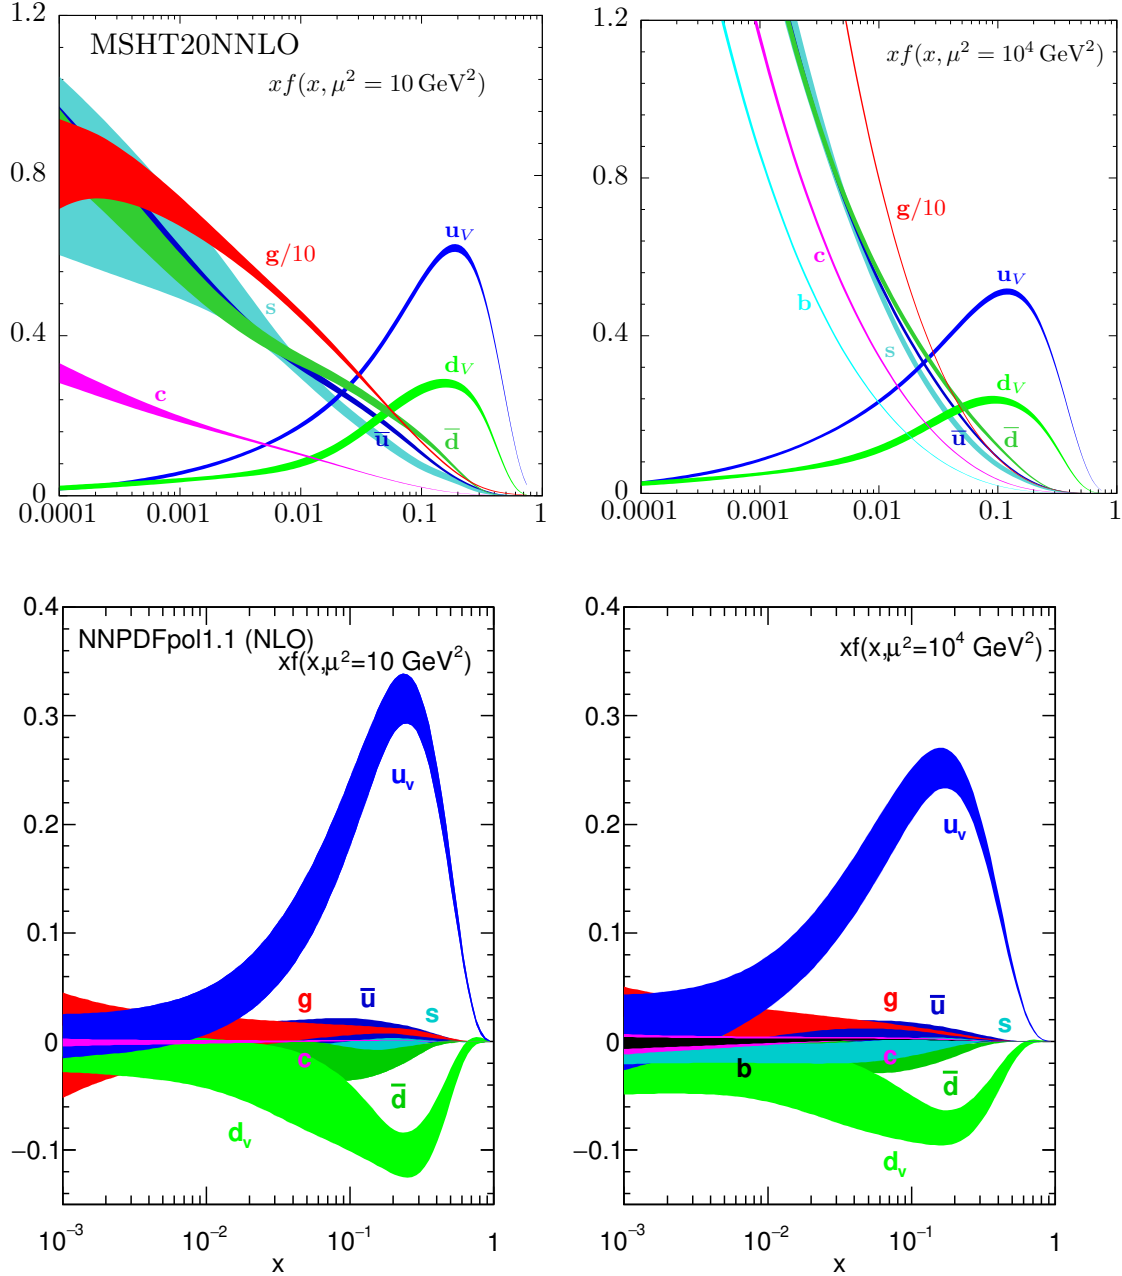 1.2
MSHT20NNLO
xf(x, μ² = 10 GeV²)
0.8
0.4
0
g/10
s
c
u_V
d_V
u̅
d̅
0.0001 0.001 0.01 0.1 1
1.2
xf(x, μ² = 10⁴ GeV²)
0.8
0.4
0
g/10
c
b
s
u_V
d_V
u̅
d̅
0.0001 0.001 0.01 0.1 1
0.4
NNPDFpol1.1 (NLO)
xf(x,μ²=10 GeV²)
0.3
0.2
0.1
0
−0.1
u_v
g
u̅
s
c
d̅
d_v
10⁻³ 10⁻² 10⁻¹ 1
x
0.4
xf(x,μ²=10⁴ GeV²)
0.3
0.2
0.1
0
−0.1
u_v
g
u̅
s
c
b
d̅
d_v
10⁻³ 10⁻² 10⁻¹ 1
x